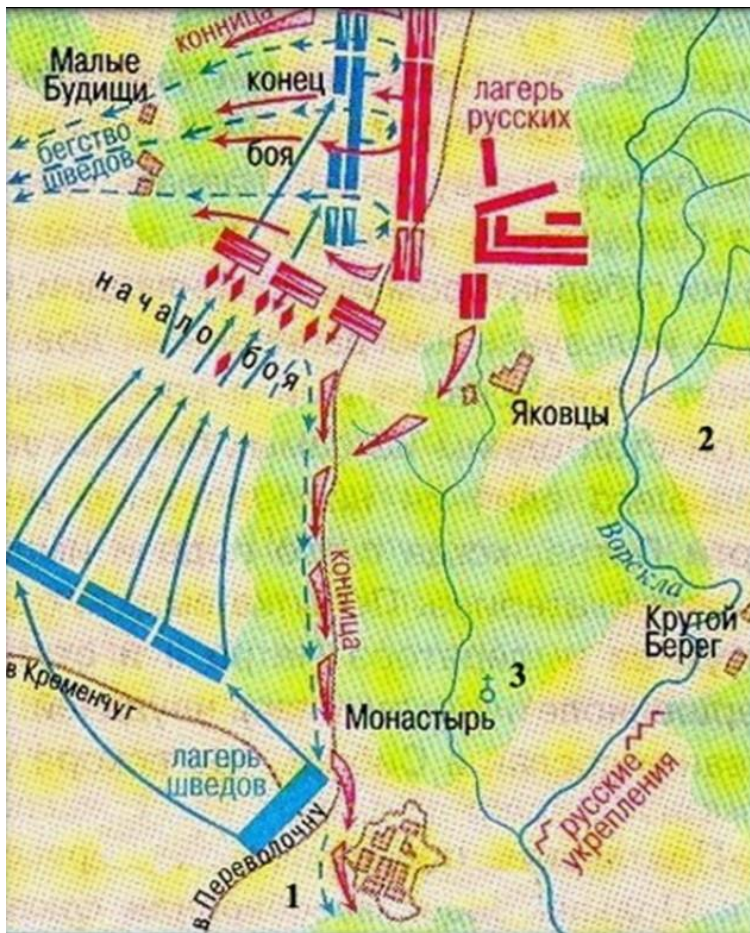 конница
Малые
Будищи
конец
лагерь
русских
бегство
шведов
боя
начало боя
Яковцы
2
Ворскла
конница
Крутой
Берег
3
в Кременчуг
Монастырь
лагерь
шведов
русские
укрепления
в Переволочну
1